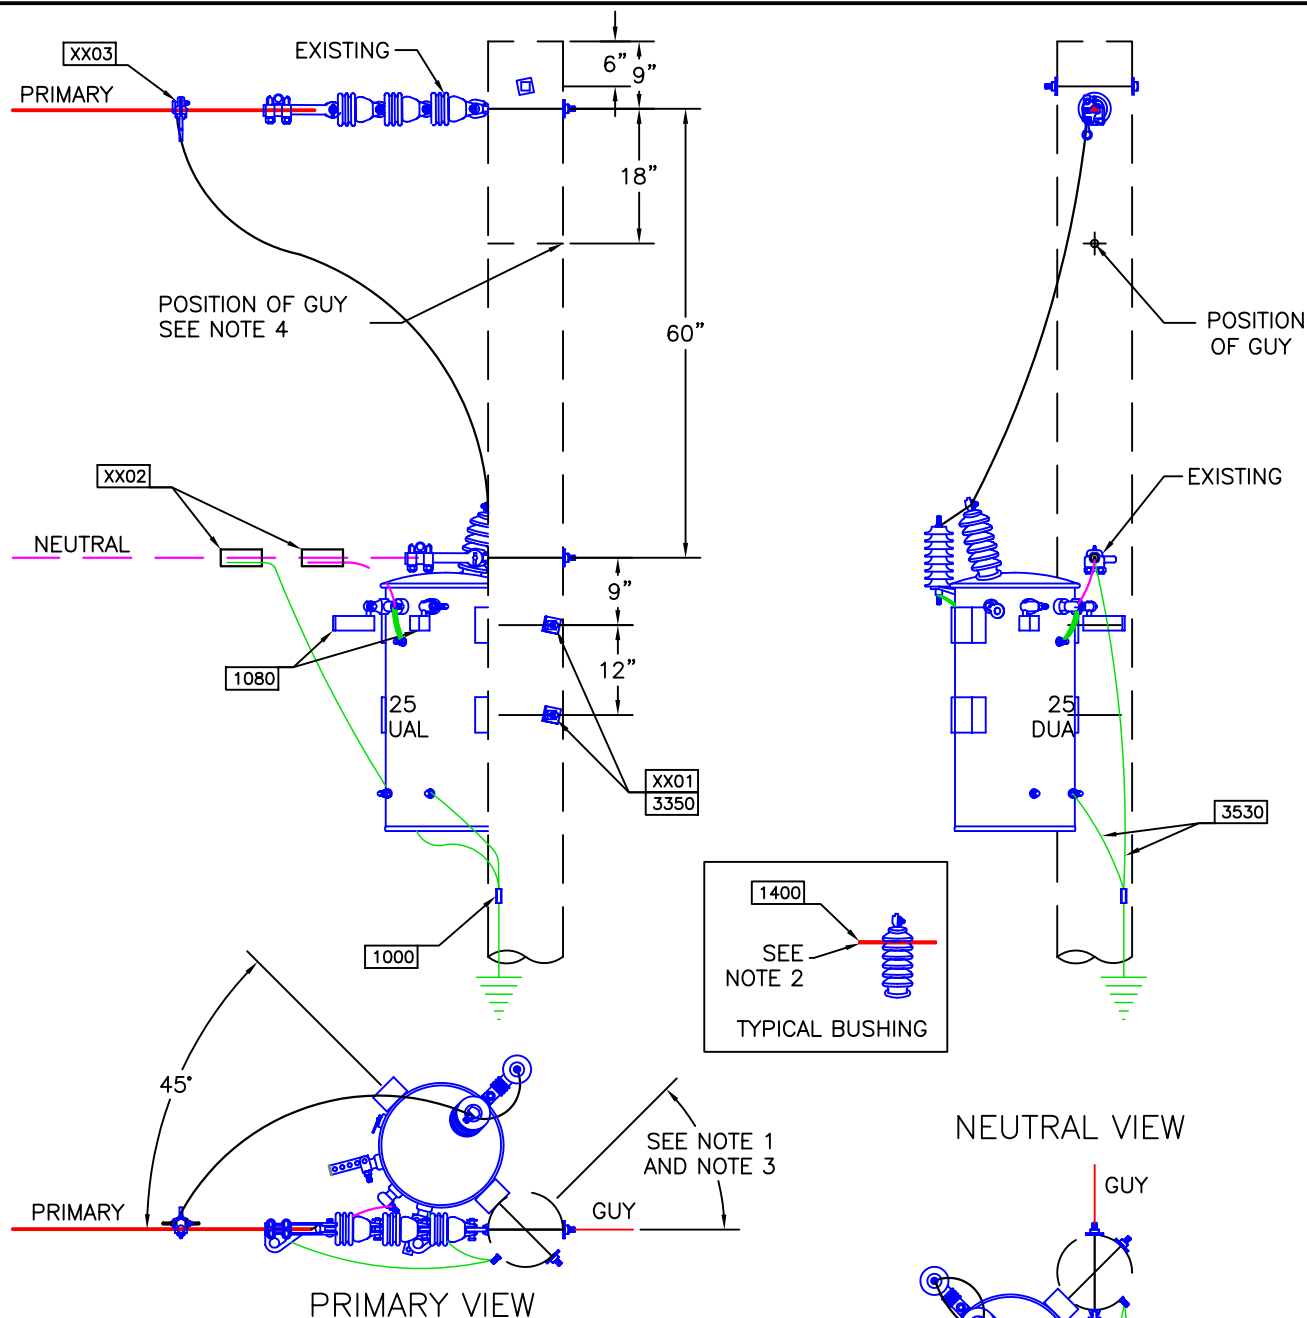 XX03
EXISTING
6”
9”
PRIMARY
18”
POSITION OF GUY
SEE NOTE 4
60”
POSITION
OF GUY
XX02
EXISTING
NEUTRAL
9”
12”
1080
25
UAL
25
DUA
XX01
3350
3530
1400
SEE
NOTE 2
1000
TYPICAL BUSHING
45°
NEUTRAL VIEW
SEE NOTE 1
AND NOTE 3
GUY
PRIMARY
GUY
PRIMARY VIEW